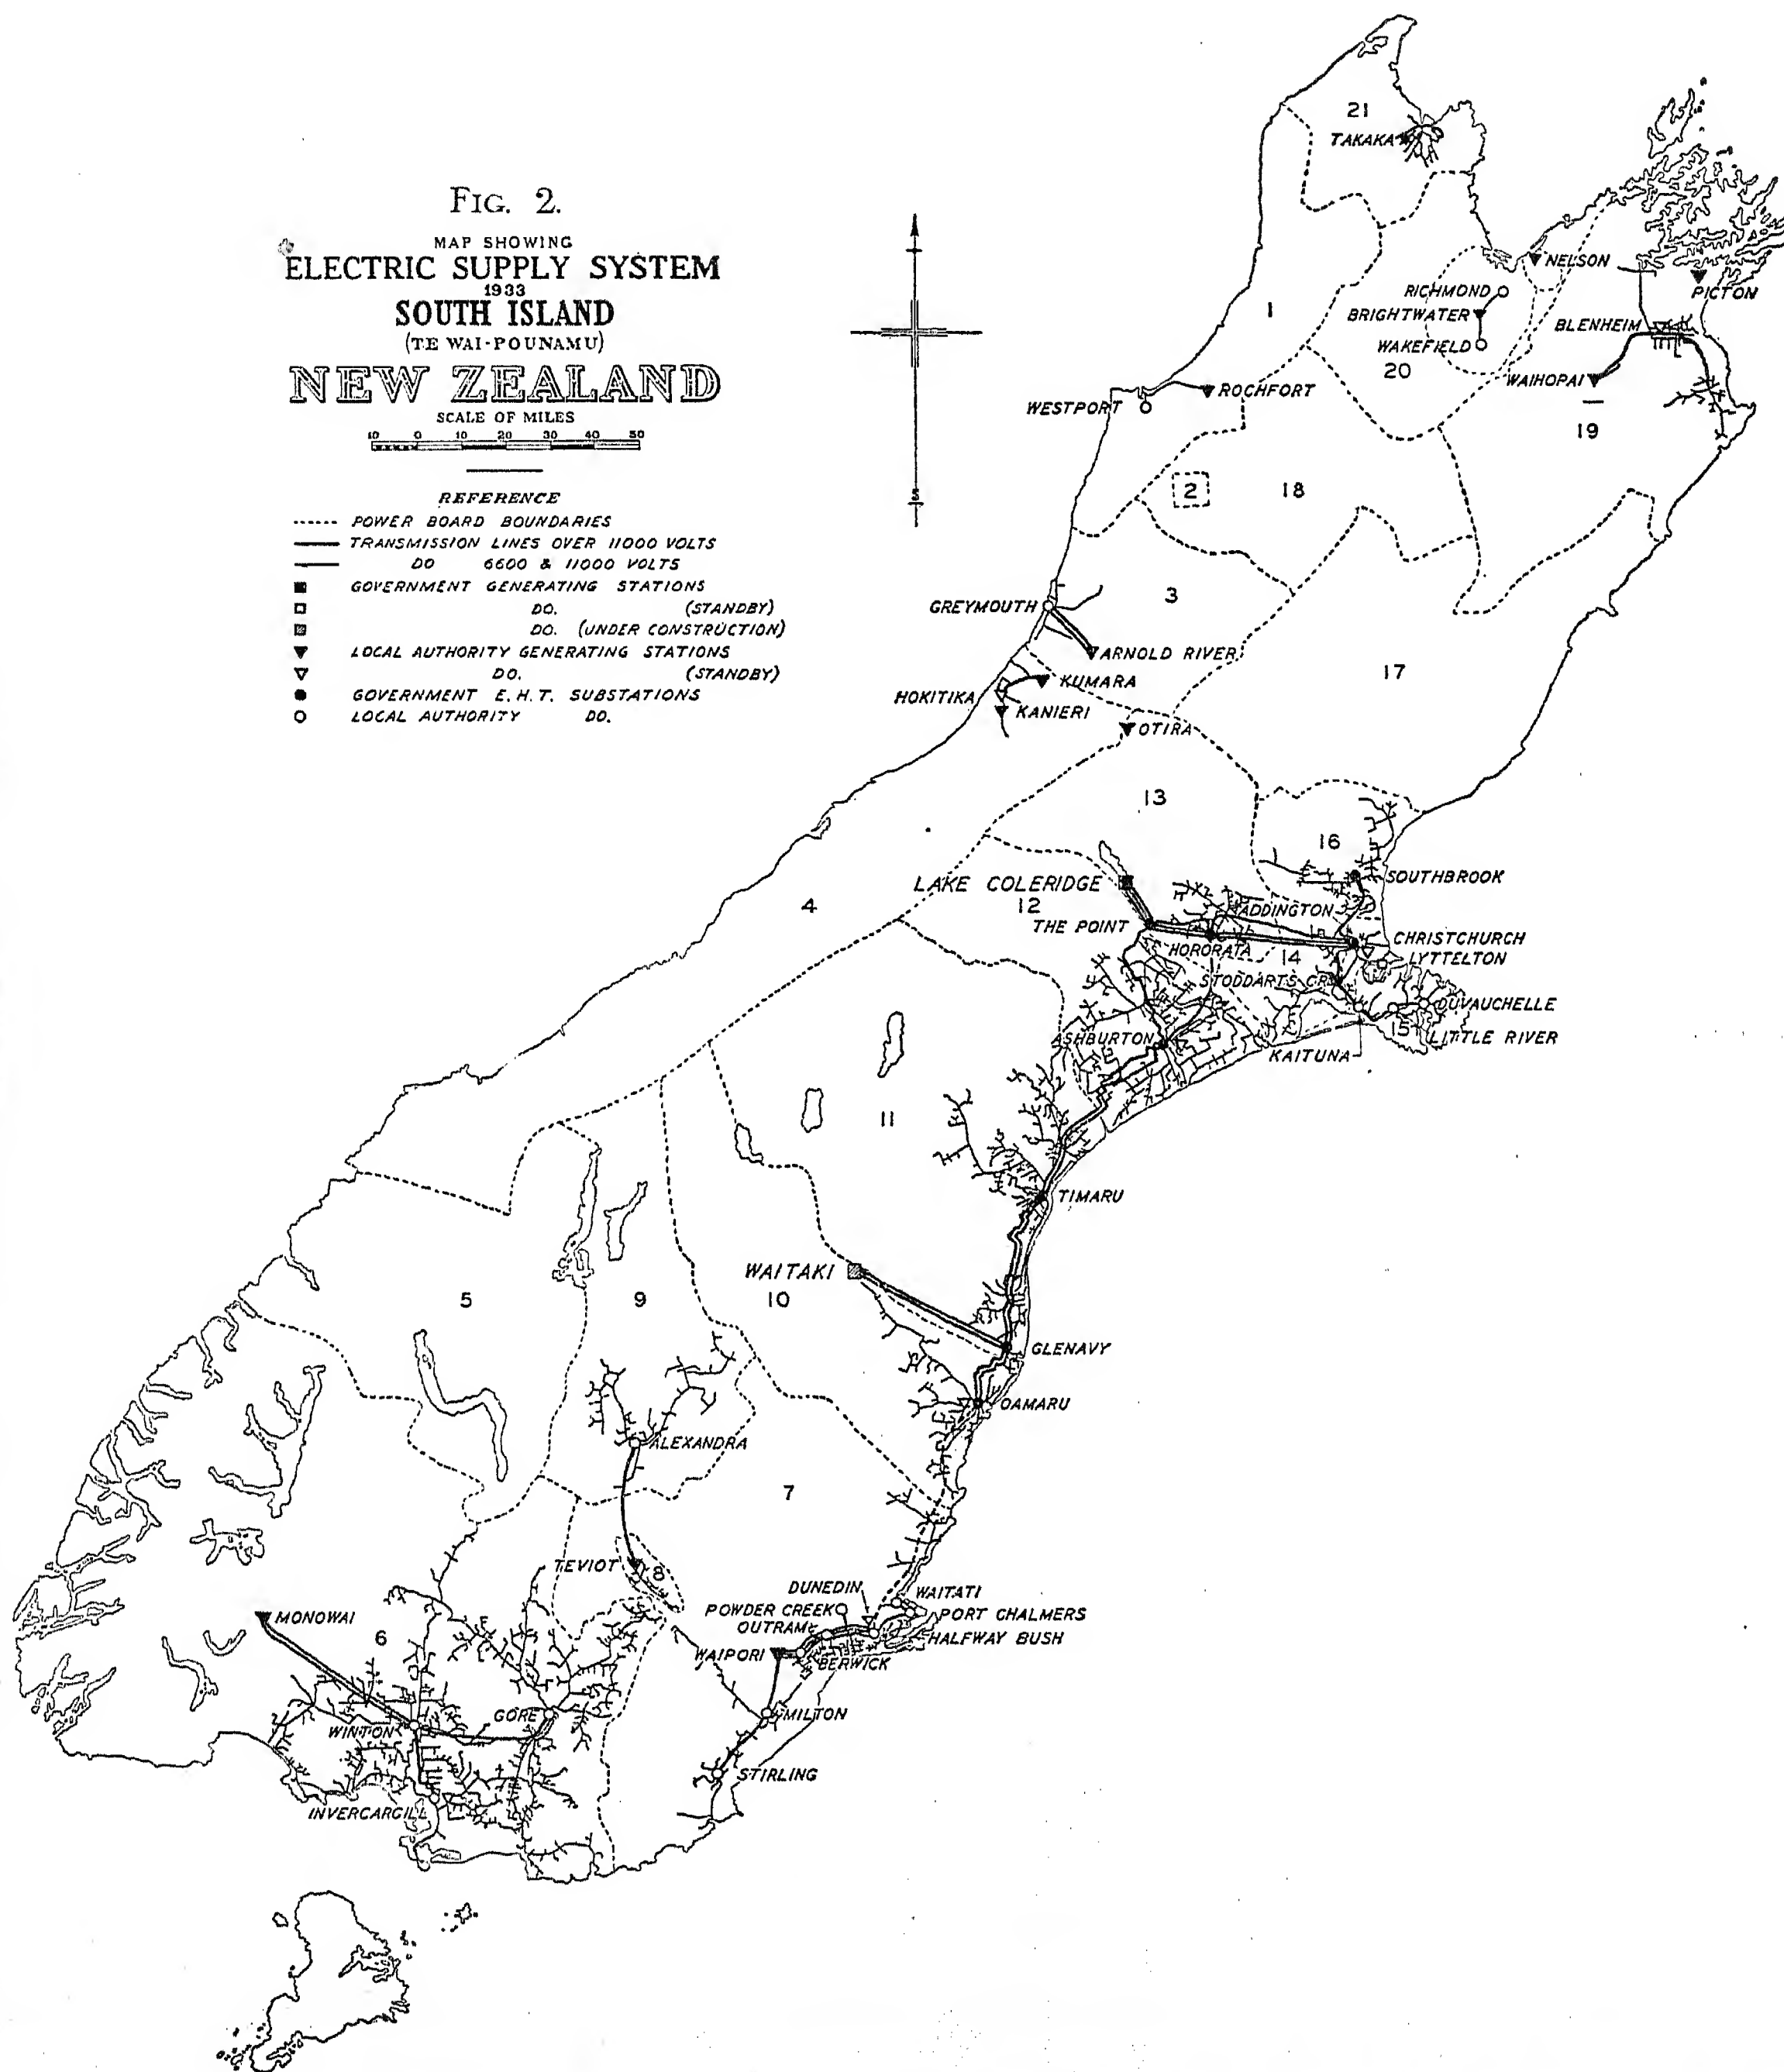 FIG. 2.
MAP SHOWING
ELECTRIC SUPPLY SYSTEM
1933
SOUTH ISLAND
(TE WAI-POUNAMU)
NEW ZEALAND
SCALE OF MILES
10 0 10 20 30 40 50
REFERENCE
POWER BOARD BOUNDARIES
TRANSMISSION LINES OVER 11000 VOLTS
DO 6600 & 11000 VOLTS
GOVERNMENT GENERATING STATIONS
DO. (STANDBY)
DO. (UNDER CONSTRUCTION)
LOCAL AUTHORITY GENERATING STATIONS
DO. (STANDBY)
GOVERNMENT E.H.T. SUBSTATIONS
LOCAL AUTHORITY DO.
S
21
TAKAKA
NELSON
RICHMOND
PICTON
1
BRIGHTWATER
BLENHEIM
WAKEFIELD
20
WAIHOPAI
ROCHFORT
WESTPORT
19
2
18
3
GREYMOUTH
ARNOLD RIVER
17
KUMARA
HOKITIKA
KANIERI
OTIRA
13
16
SOUTHBROOK
LAKE COLERIDGE
4
12
ADDINGTON
THE POINT
CHRISTCHURCH
HORORATA
14
LYTTELTON
STODDARTS CR
DUVAUCHELLE
15
ASHBURTON
LITTLE RIVER
KAITUNA
11
TIMARU
WAITAKI
5
9
10
GLENAVY
OAMARU
ALEXANDRA
7
TEVIOT
8
DUNEDIN
WAITATI
POWDER CREEK
PORT CHALMERS
MONOWAI
OUTRAM
HALFWAY BUSH
6
WAIPORI
BERWICK
GORE
MILTON
WINTON
STIRLING
INVERCARGILL